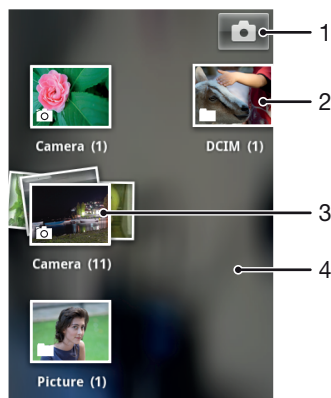 1
Camera (1)
DCIM (1)
2
Camera (11)
3
4
Picture (1)